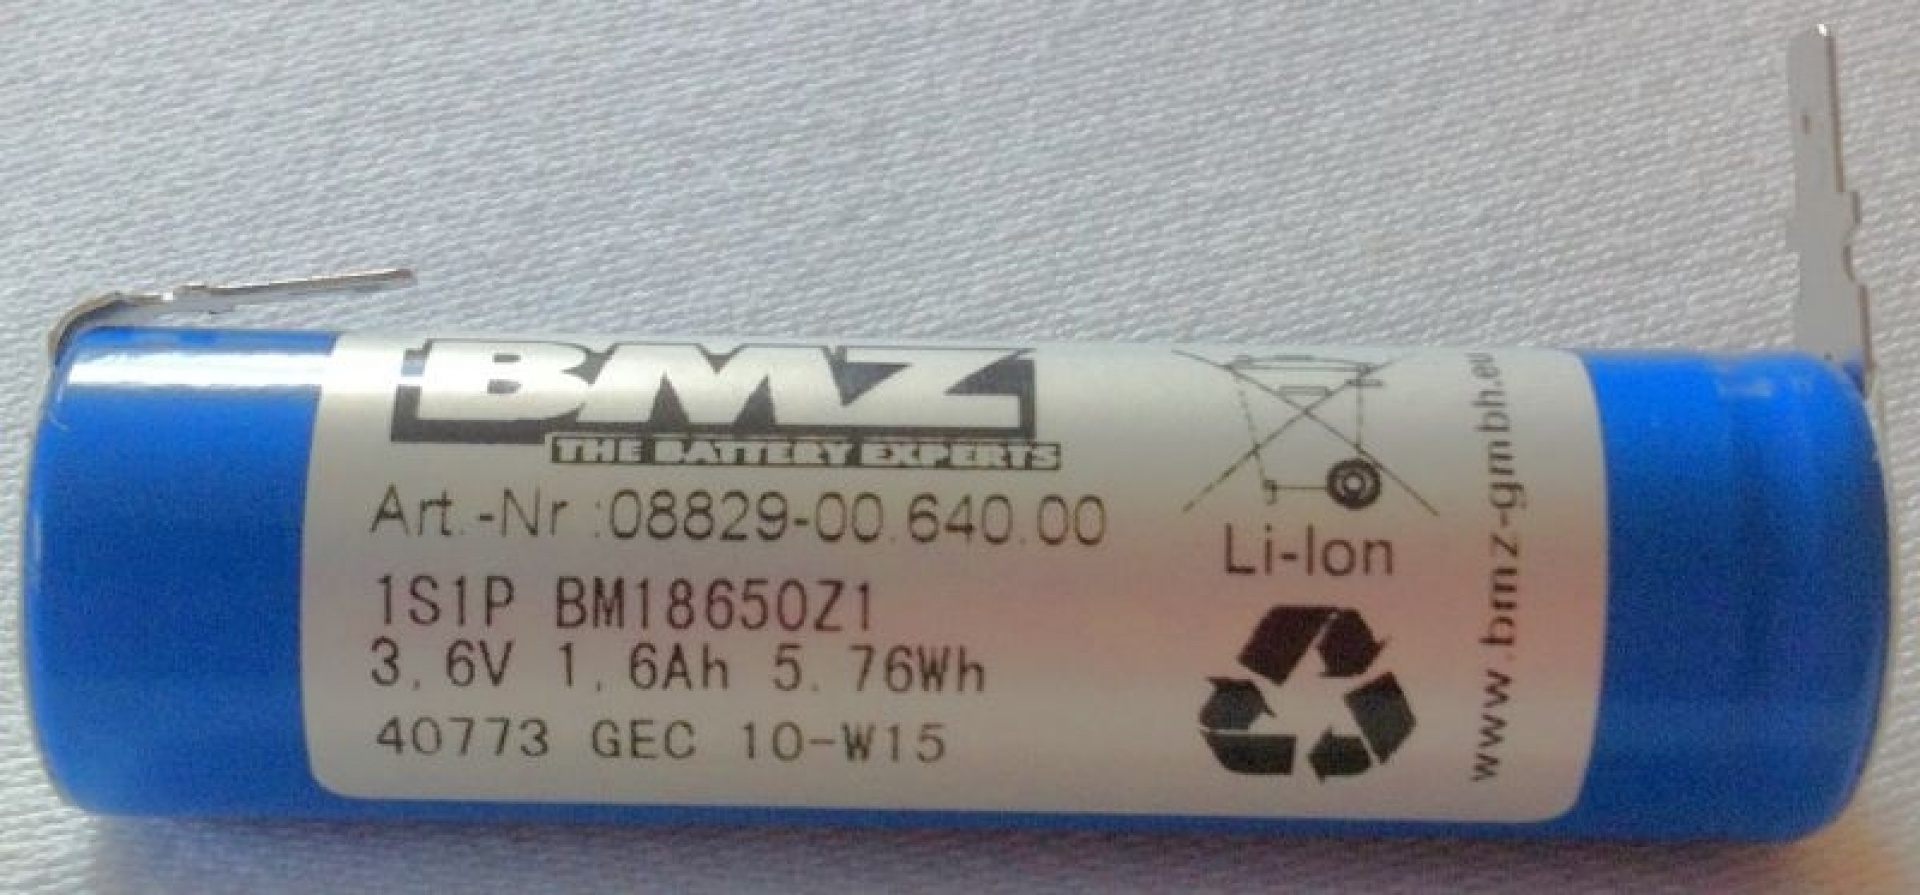 BMZ
THE BATTERY EXPERTS
Art.-Nr.:08829-00.640.00
1S1P BM18650Z1
3.6V 1.6Ah 5.76Wh
40773 GEC 10-W15
Li-Ion
www.bmz-gmbh.eu